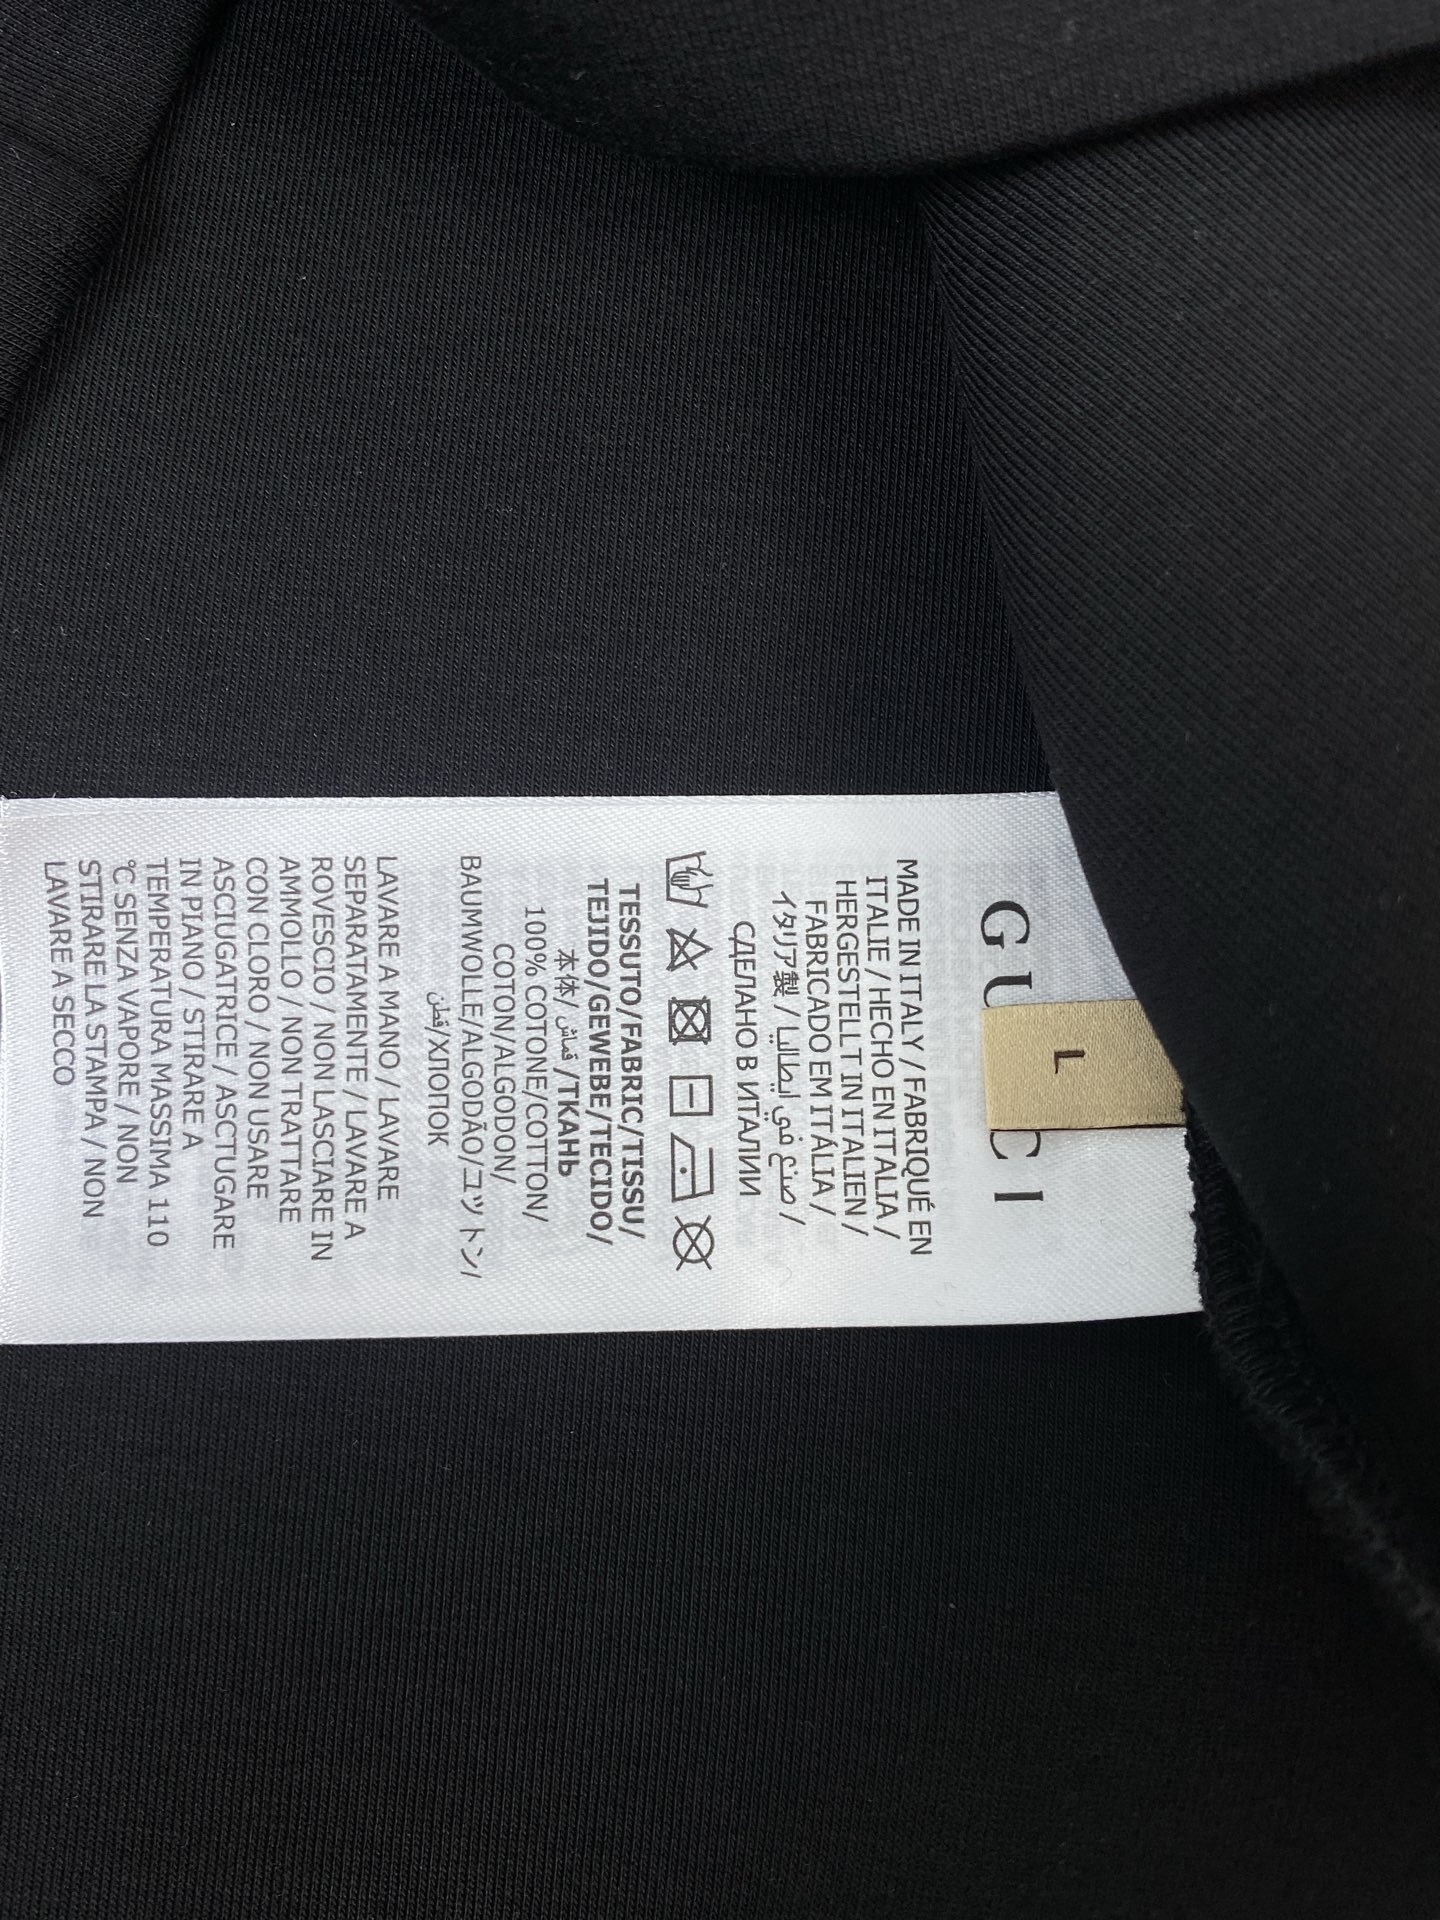 GUCCI
L
MADE IN ITALY / FABRIQUÉ EN
ITALIE / HECHO EN ITALIA /
HERGESTELLT IN ITALIEN /
FABRICADO EM ITÁLIA /
イタリア製 / صنع في ايطاليا /
СДЕЛАНО В ИТАЛИИ
TESSUTO/FABRIC/TISSU/
TEJIDO/GEWEBE/TECIDO/
本体/ قماش /ТКАНЬ
100% COTONE/COTTON/
COTON/ALGODON/
BAUMWOLLE/ALGODÃO/コットン/
قطن/ХЛОПОК
LAVARE A MANO / LAVARE
SEPARATAMENTE / LAVARE A
ROVESCIO / NON LASCIARE IN
AMMOLLO / NON TRATTARE
CON CLORO / NON USARE
ASCIUGATRICE / ASCTUGARE
IN PIANO / STIRARE A
TEMPERATURA MASSIMA 110
℃ SENZA VAPORE / NON
STIRARE LA STAMPA / NON
LAVARE A SECCO